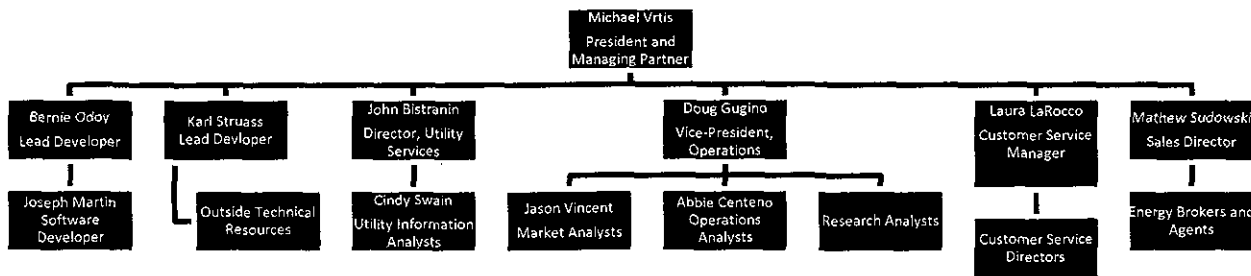 Michael Vrtis
President and
Managing Partner
Bernie Odoy
Lead Developer
Karl Struass
Lead Devloper
John Bistranin
Director, Utility
Services
Doug Gugino
Vice-President,
Operations
Laura LaRocco
Customer Service
Manager
Mathew Sudowski
Sales Director
Joseph Martin
Software
Developer
Outside Technical
Resources
Cindy Swain
Utility Information
Analysts
Jason Vincent
Market Analysts
Abbie Centeno
Operations
Analysts
Research Analysts
Customer Service
Directors
Energy Brokers and
Agents